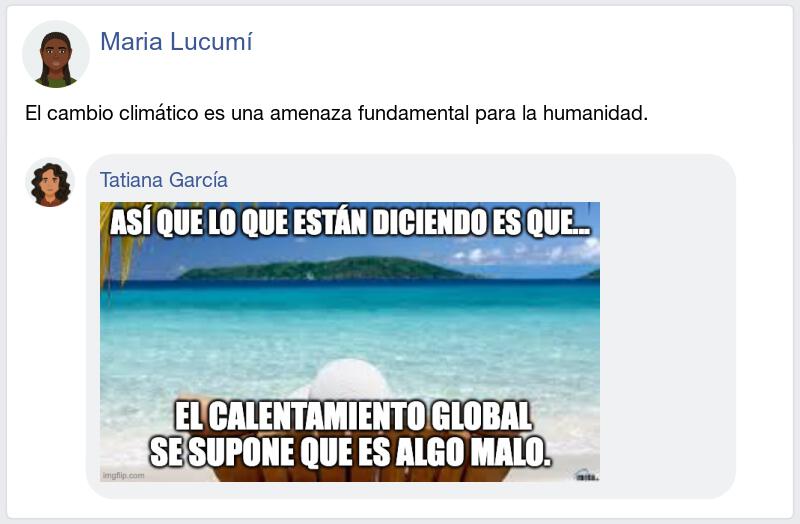 Maria Lucumí
El cambio climático es una amenaza fundamental para la humanidad.
Tatiana García
ASÍ QUE LO QUE ESTÁN DICIENDO ES QUE...
EL CALENTAMIENTO GLOBAL
SE SUPONE QUE ES ALGO MALO.
imgflip.com